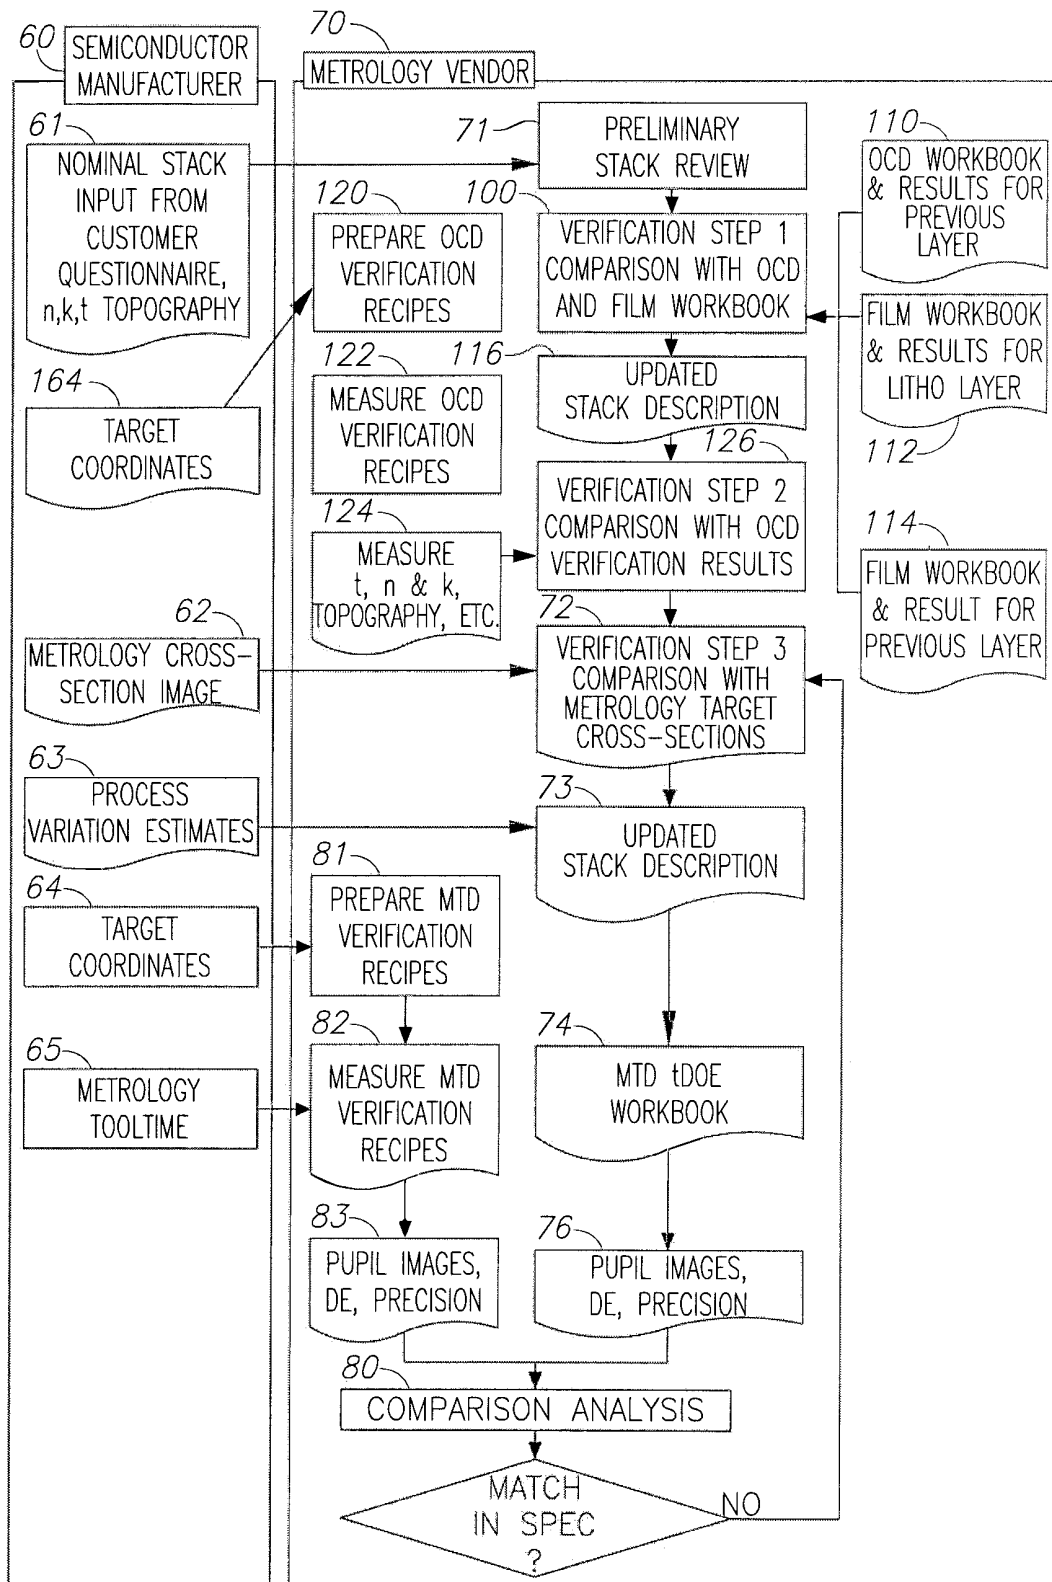 60
SEMICONDUCTOR
MANUFACTURER
61
NOMINAL STACK
INPUT FROM
CUSTOMER
QUESTIONNAIRE,
n,k,t TOPOGRAPHY
164
TARGET
COORDINATES
62
METROLOGY CROSS-
SECTION IMAGE
63
PROCESS
VARIATION ESTIMATES
64
TARGET
COORDINATES
65
METROLOGY
TOOLTIME
70
METROLOGY VENDOR
120
PREPARE OCD
VERIFICATION
RECIPES
122
MEASURE OCD
VERIFICATION
RECIPES
124
MEASURE
t, n & k,
TOPOGRAPHY, ETC.
81
PREPARE MTD
VERIFICATION
RECIPES
82
MEASURE MTD
VERIFICATION
RECIPES
83
PUPIL IMAGES,
DE, PRECISION
71
PRELIMINARY
STACK REVIEW
100
VERIFICATION STEP 1
COMPARISON WITH OCD
AND FILM WORKBOOK
116
UPDATED
STACK DESCRIPTION
126
VERIFICATION STEP 2
COMPARISON WITH OCD
VERIFICATION RESULTS
72
VERIFICATION STEP 3
COMPARISON WITH
METROLOGY TARGET
CROSS-SECTIONS
73
UPDATED
STACK DESCRIPTION
74
MTD tDOE
WORKBOOK
76
PUPIL IMAGES,
DE, PRECISION
110
OCD WORKBOOK
& RESULTS FOR
PREVIOUS
LAYER
FILM WORKBOOK
& RESULTS FOR
LITHO LAYER
112
114
FILM WORKBOOK
& RESULT FOR
PREVIOUS LAYER
80
COMPARISON ANALYSIS
MATCH
IN SPEC
?
NO